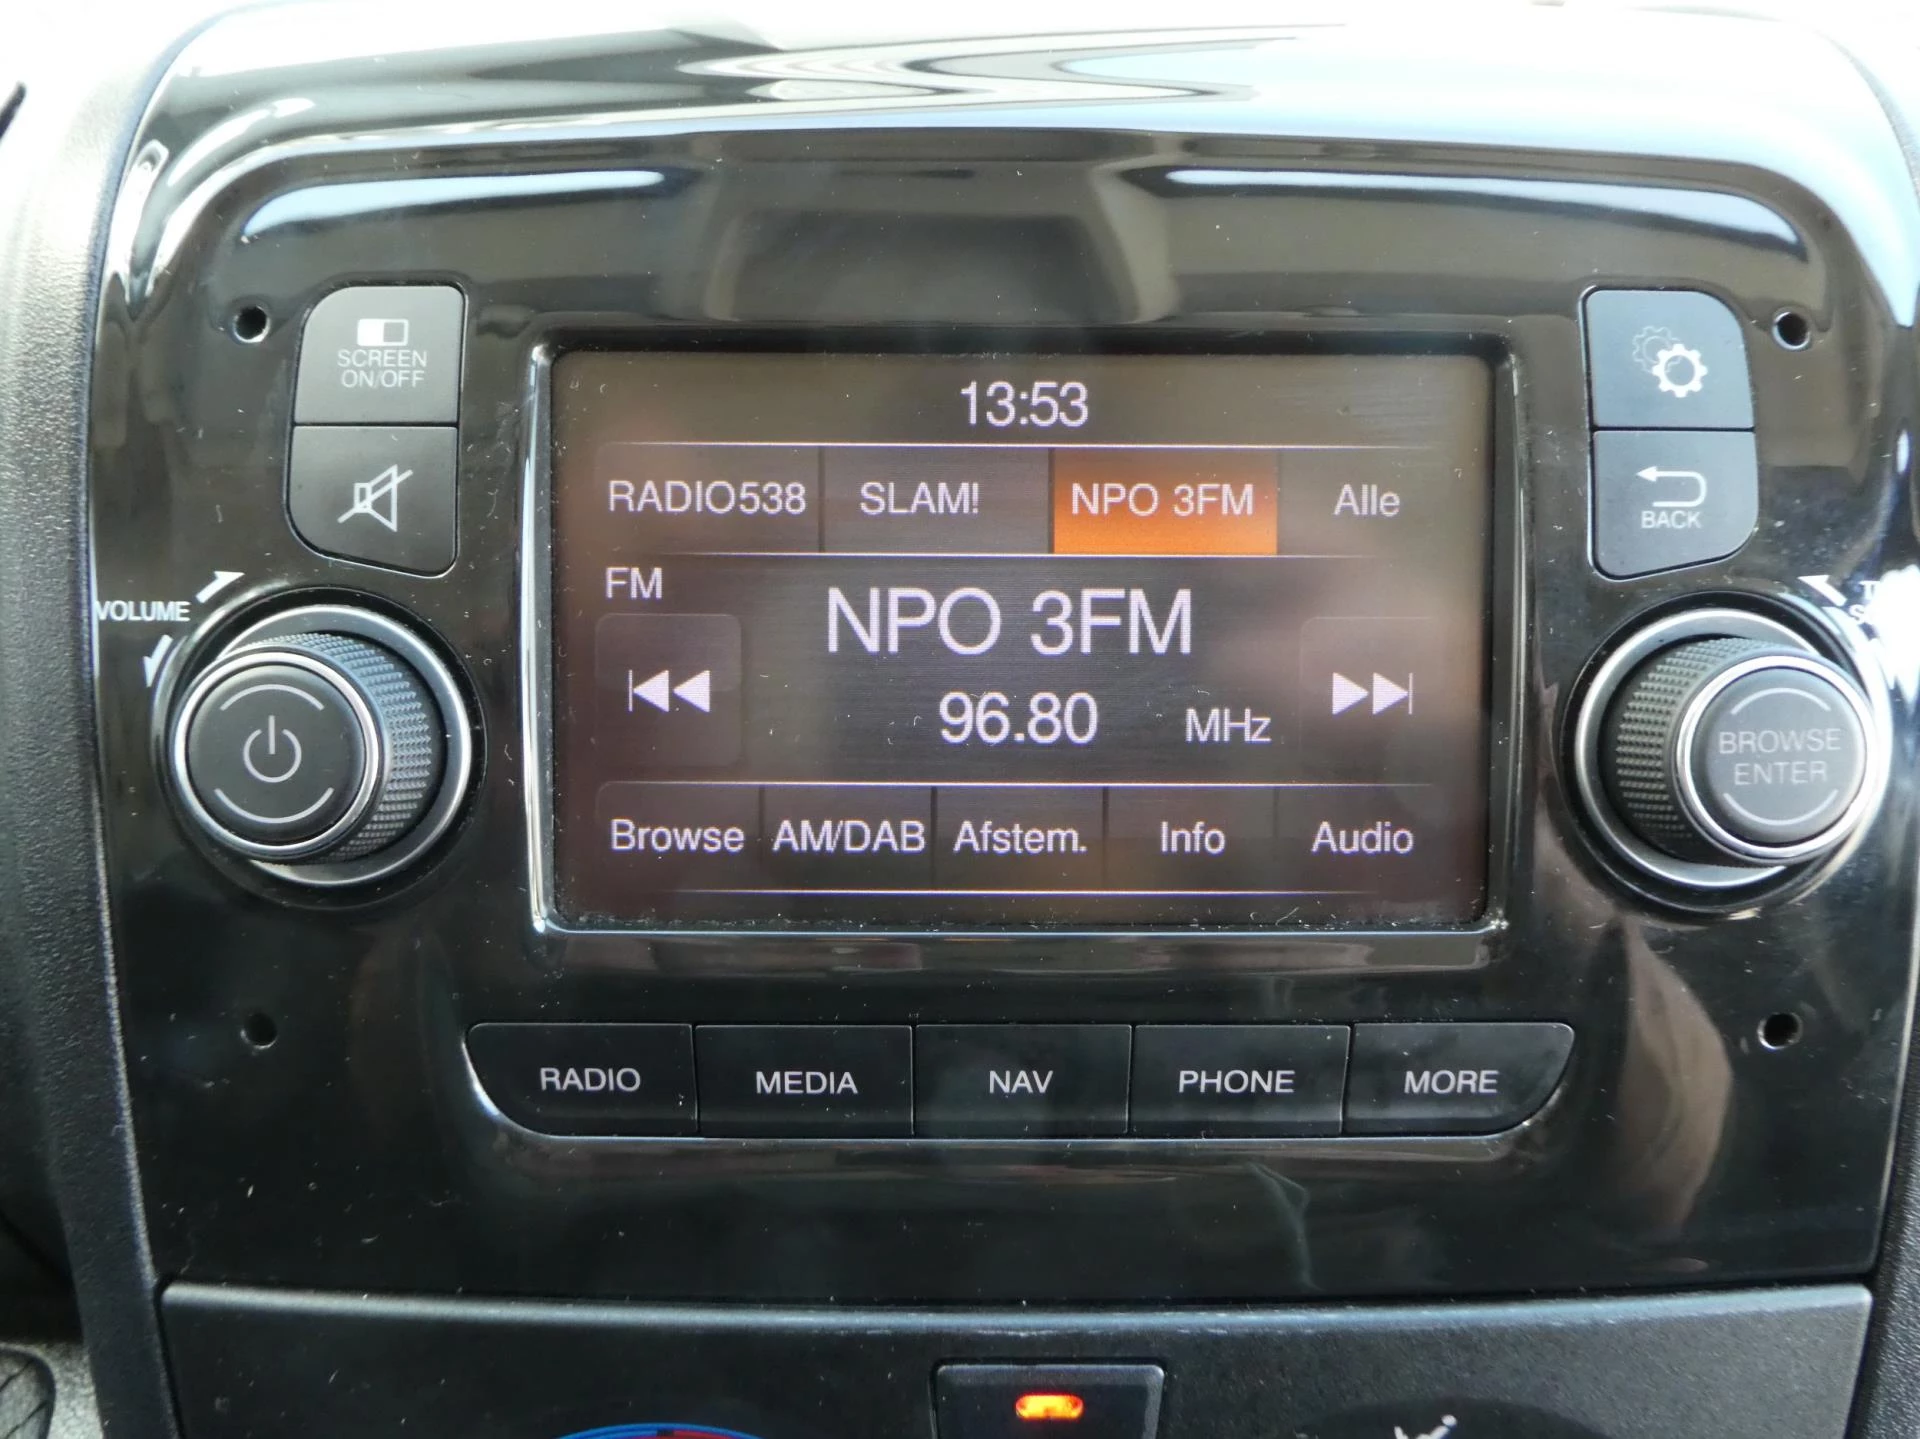 SCREEN
ON/OFF
13:53
RADIO538 SLAM! NPO 3FM Alle
BACK
FM
NPO 3FM
VOLUME
96.80 MHz
BROWSE
ENTER
Browse AM/DAB Afstem. Info Audio
RADIO MEDIA NAV PHONE MORE